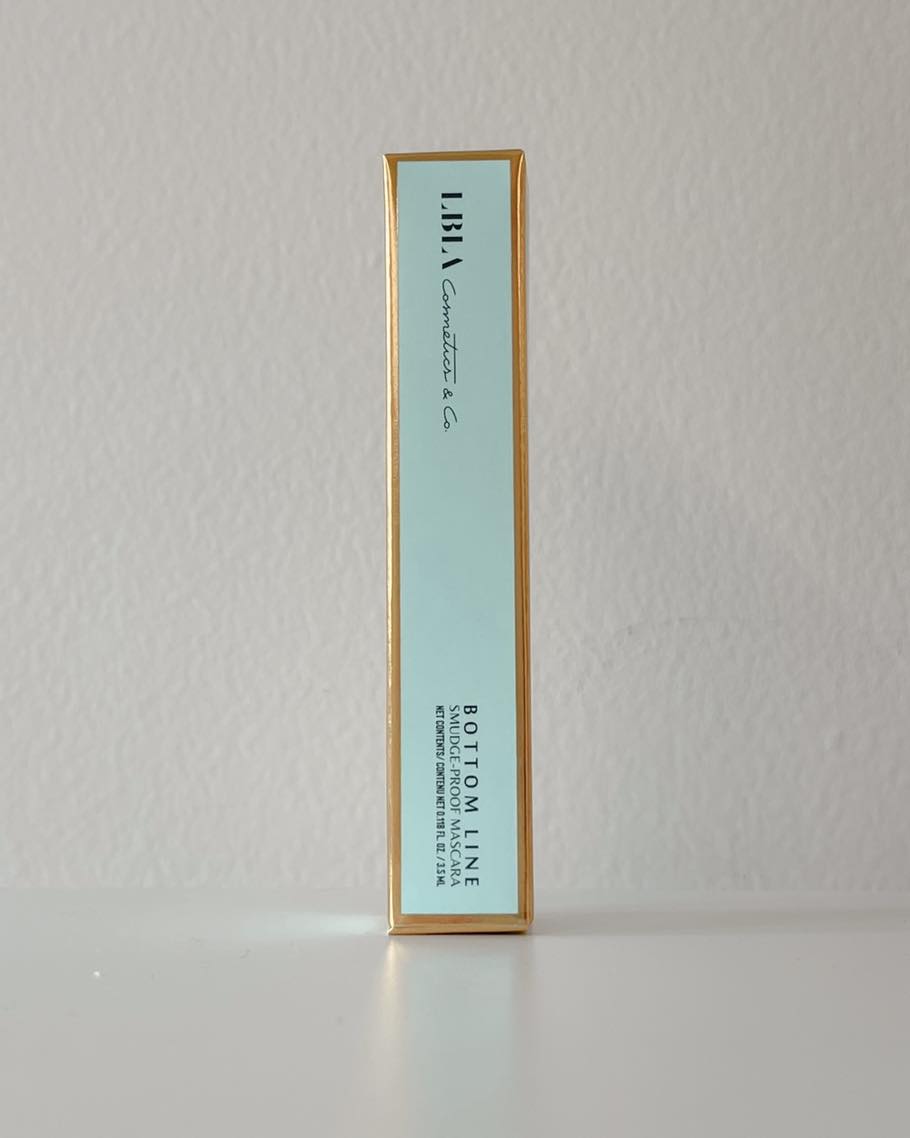 LBLA Cosmetics & Co.
BOTTOM LINE
SMUDGE-PROOF MASCARA
NET CONTENTS/ CONTENU NET 0.118 FL. OZ. / 3.5 ML